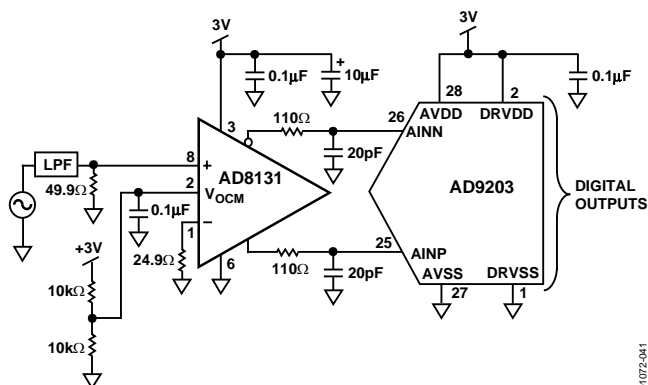 3V
3V
+
0.1µF
10µF
0.1µF
28
2
3
110Ω
26
AVDD
DRVDD
AINN
LPF
8
+
AD8131
20pF
AD9203
DIGITAL
OUTPUTS
49.9Ω
2
VOCM
0.1µF
1
−
25
AINP
+3V
24.9Ω
6
110Ω
20pF
AVSS
DRVSS
10kΩ
27
1
10kΩ
1072-041